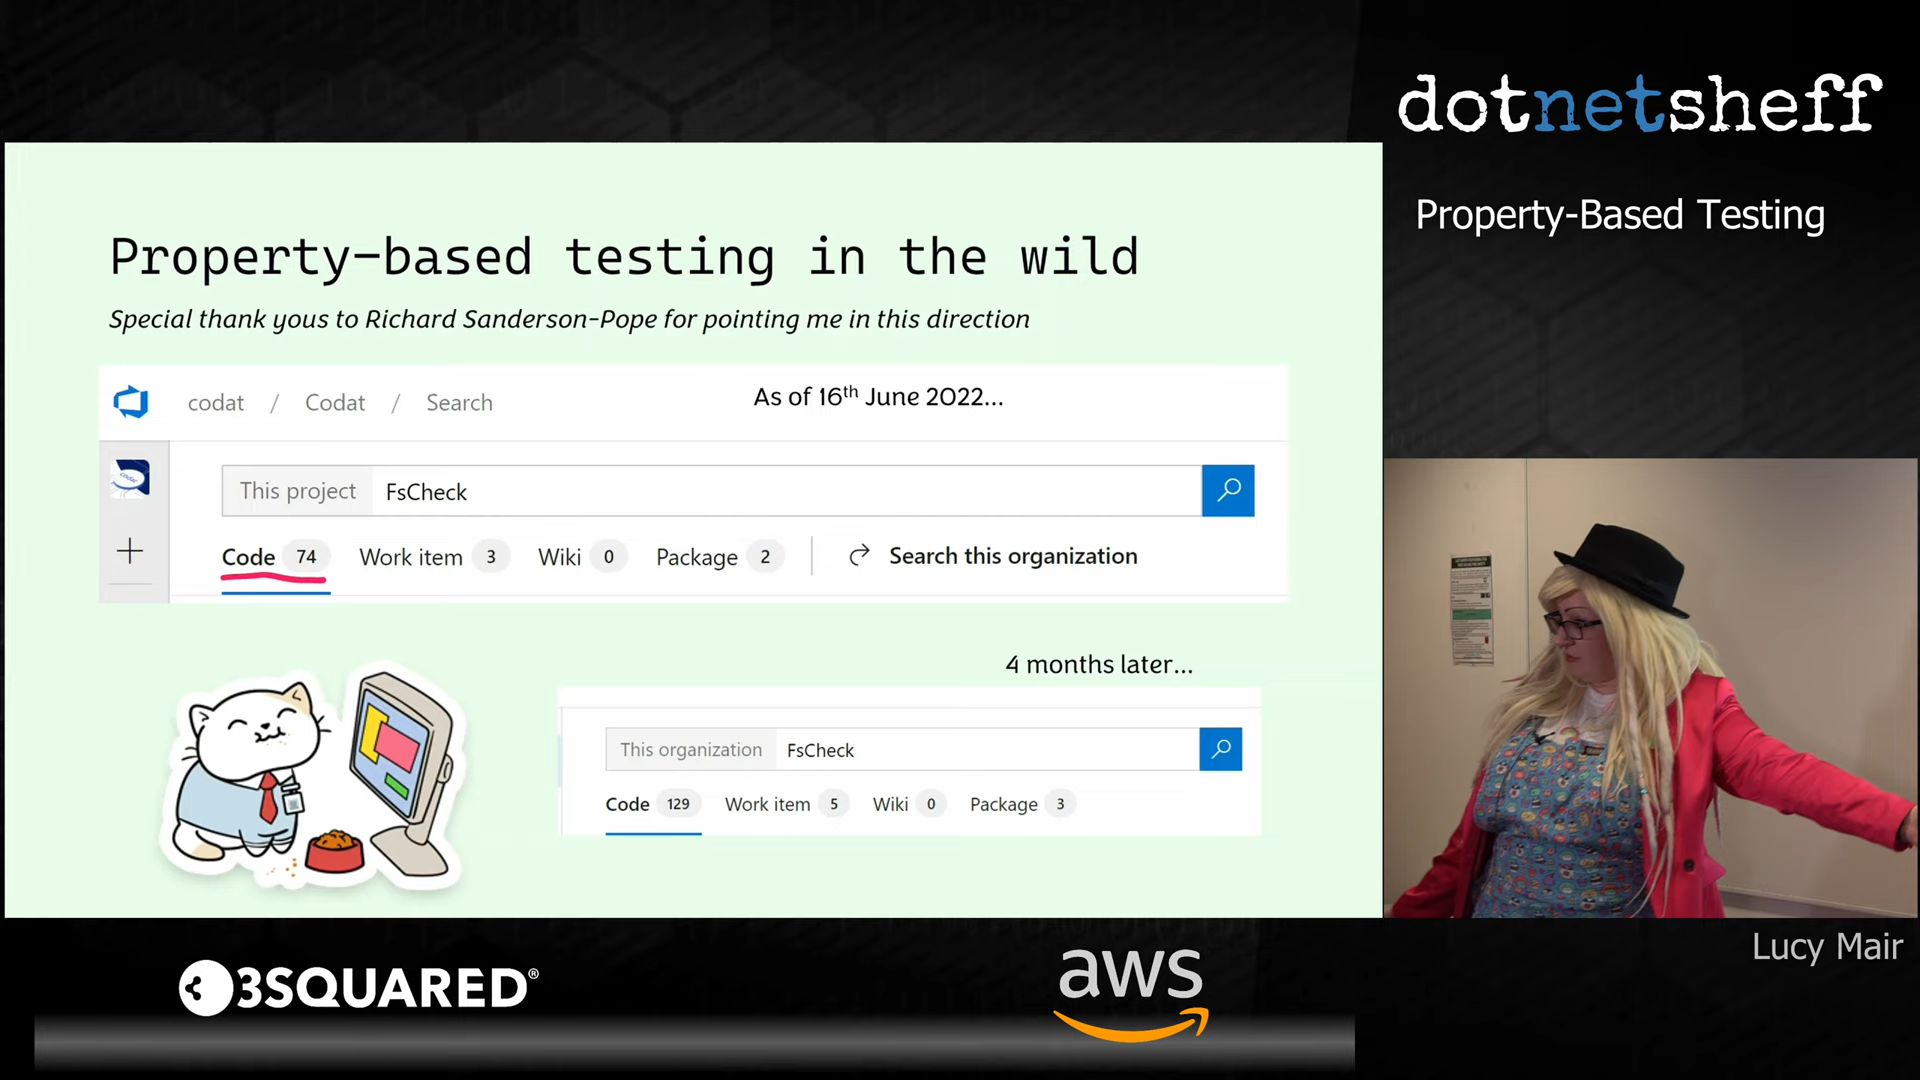 dotnetsheff
Property-Based Testing
Property-based testing in the wild
Special thank yous to Richard Sanderson-Pope for pointing me in this direction
codat / Codat / Search
As of 16th June 2022...
codat
This project FsCheck
Code 74 Work item 3 Wiki 0 Package 2 Search this organization
4 months later...
This organization FsCheck
Code 129 Work item 5 Wiki 0 Package 3
Lucy Mair
3SQUARED®
aws